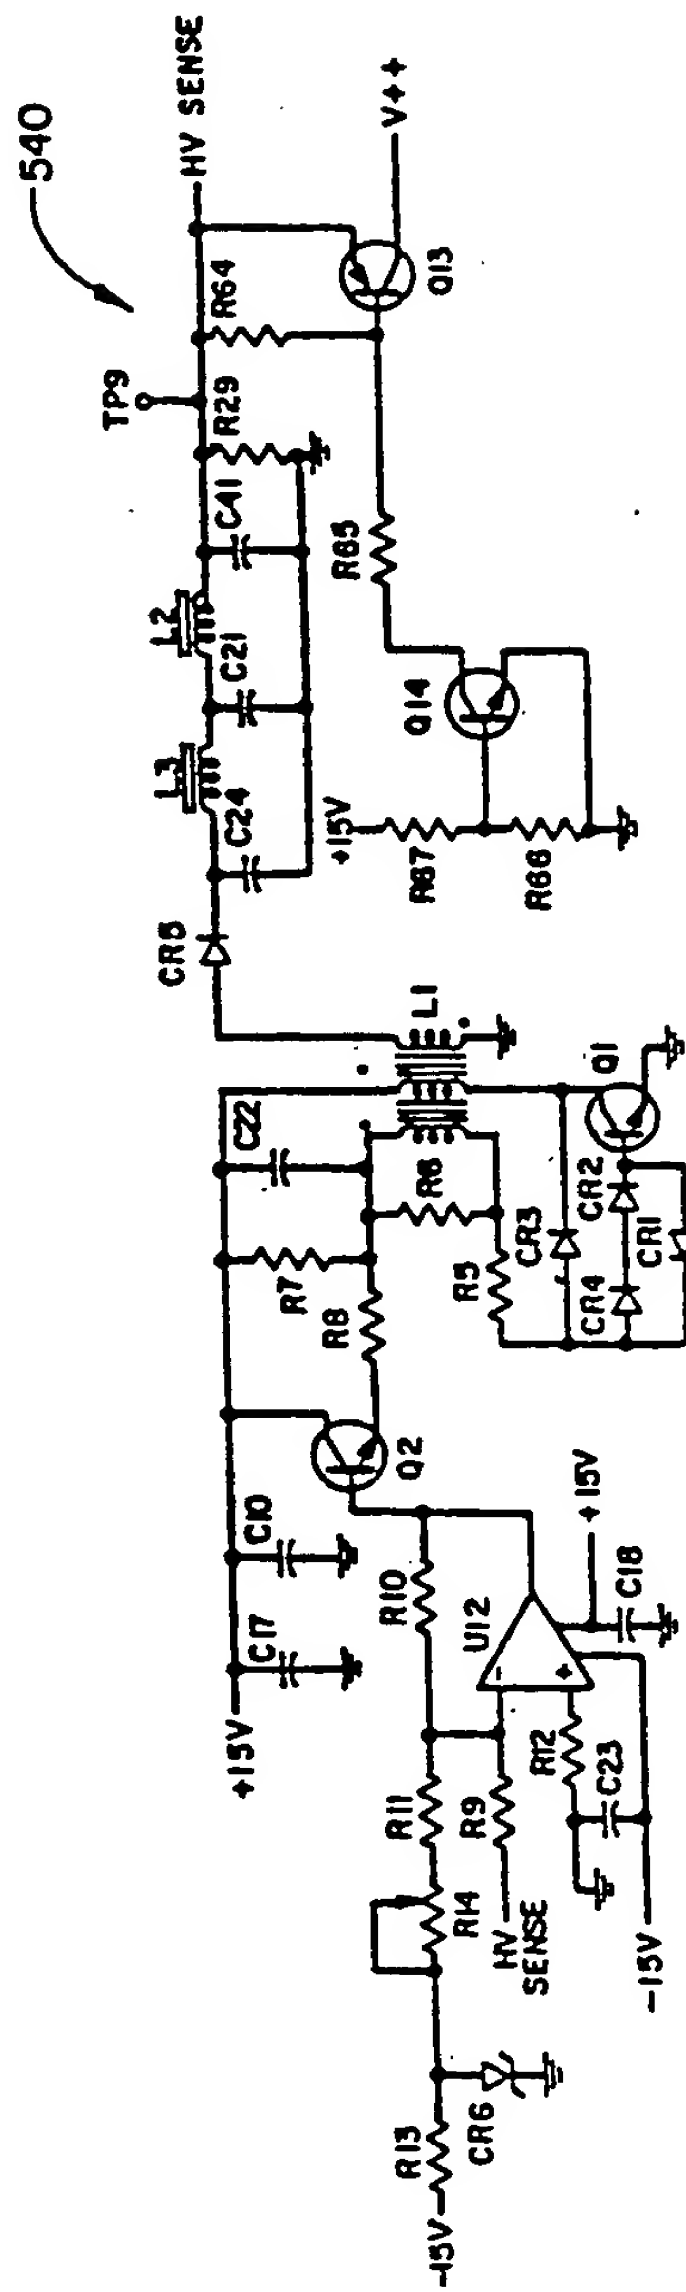 540
HV SENSE
V++
Q13
R64
TP9
R29
C41
R65
L2
C21
Q14
L3
C24
+15V
R67
R66
CR5
L1
Q1
C22
R6
CR2
CR3
CR1
R7
R5
CR4
R8
Q2
+15V
C10
C18
R10
U12
-
+
C17
+15V
R12
C23
R11
R9
R14
HV
SENSE
-15V
R13
CR6
-15V